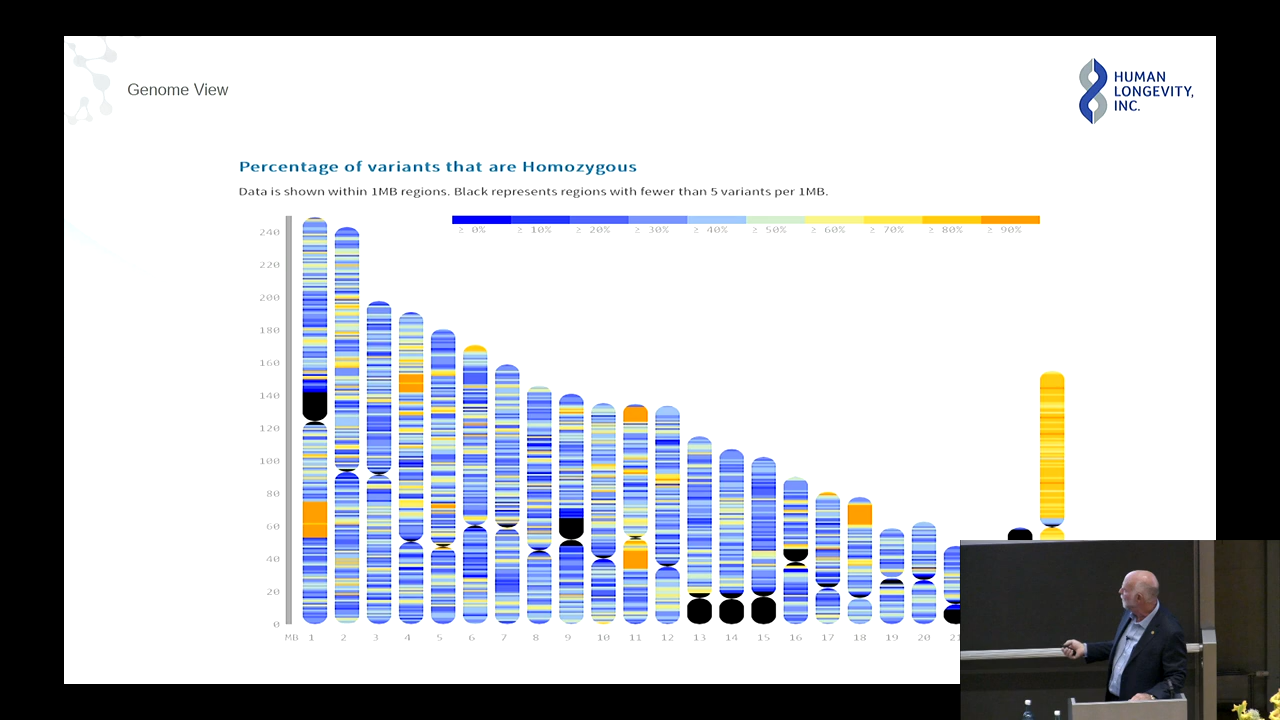 Genome View
HUMAN
LONGEVITY,
INC.
Percentage of variants that are Homozygous
Data is shown within 1MB regions. Black represents regions with fewer than 5 variants per 1MB.
≥ 0% ≥ 10% ≥ 20% ≥ 30% ≥ 40% ≥ 50% ≥ 60% ≥ 70% ≥ 80% ≥ 90%
240
220
200
180
160
140
120
100
80
60
40
20
0
MB 1 2 3 4 5 6 7 8 9 10 11 12 13 14 15 16 17 18 19 20 21